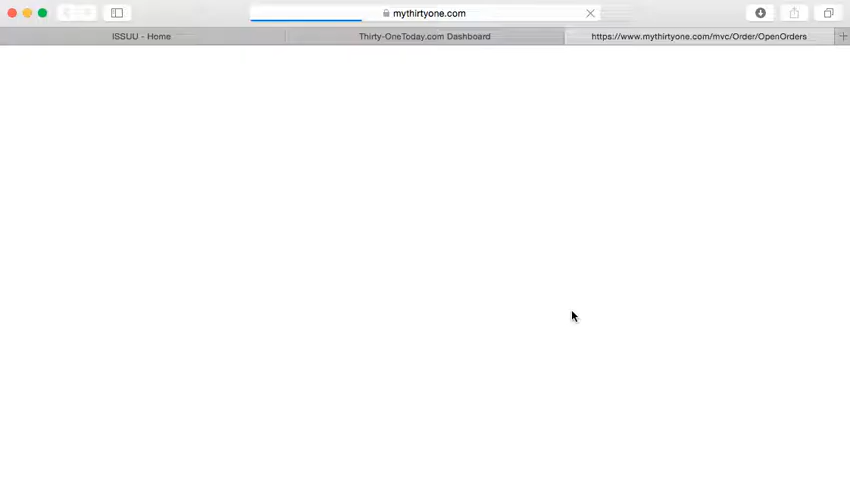 mythirtyone.com
ISSUU - Home
Thirty-OneToday.com Dashboard
https://www.mythirtyone.com/mvc/Order/OpenOrders